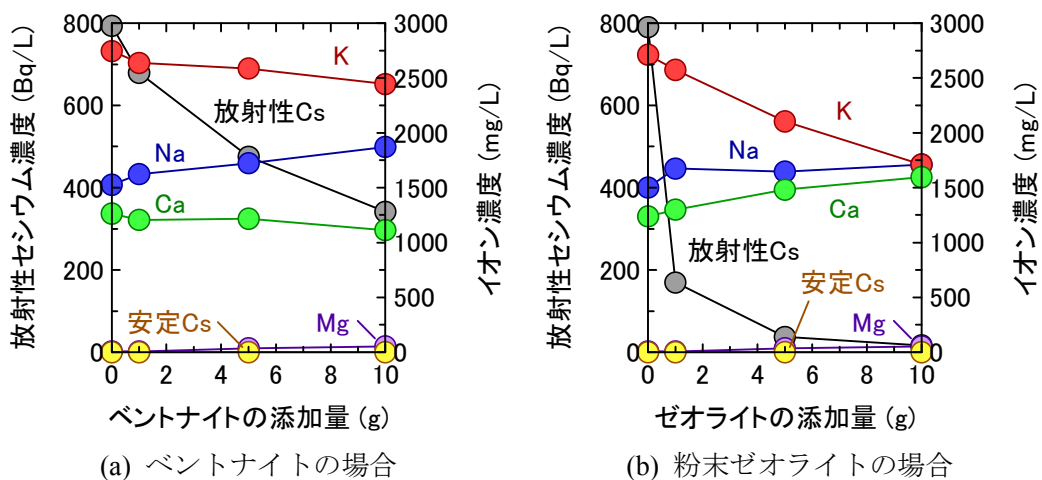 放射性セシウム濃度 (Bq/L)
800
600
400
200
0
K
放射性Cs
Na
Ca
安定Cs
Mg
3000
2500
2000
1500
1000
500
0
イオン濃度 (mg/L)
0 2 4 6 8 10
ベントナイトの添加量 (g)
(a) ベントナイトの場合
放射性セシウム濃度 (Bq/L)
800
600
400
200
0
K
Na
Ca
放射性Cs
安定Cs
Mg
3000
2500
2000
1500
1000
500
0
イオン濃度 (mg/L)
0 2 4 6 8 10
ゼオライトの添加量 (g)
(b) 粉末ゼオライトの場合